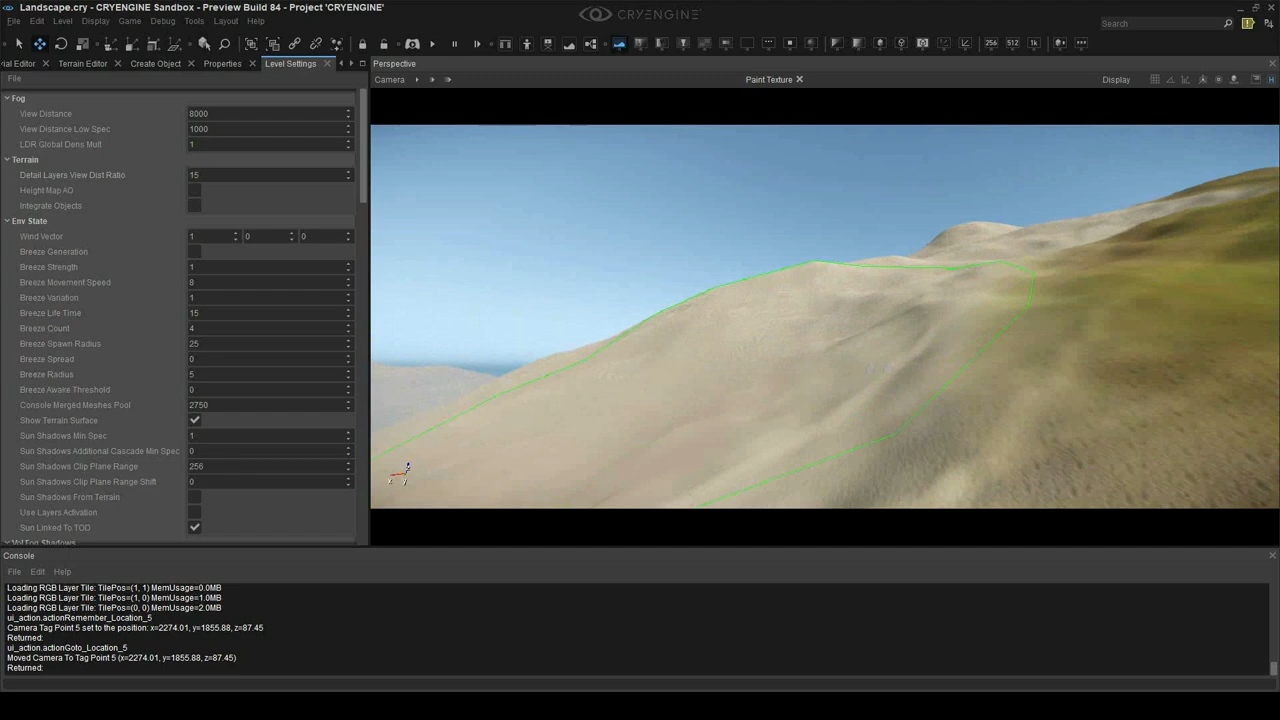 Landscape.cry - CRYENGINE Sandbox - Preview Build 84 - Project 'CRYENGINE'
CRYENGINE
File Edit Level Display Game Debug Tools Layout Help
Search
256 512 1k
ial Editor Terrain Editor Create Object Properties Level Settings
Perspective
File
Camera
Paint Texture
Display
H
Fog
View Distance 8000
View Distance Low Spec 1000
LDR Global Dens Mult 1
Terrain
Detail Layers View Dist Ratio 15
Height Map AO
Integrate Objects
Env State
Wind Vector 1 0 0
Breeze Generation
Breeze Strength 1
Breeze Movement Speed 8
Breeze Variation 1
Breeze Life Time 15
Breeze Count 4
Breeze Spawn Radius 25
Breeze Spread 0
Breeze Radius 5
Breeze Awake Threshold 0
Console Merged Meshes Pool 2750
Show Terrain Surface
Sun Shadows Min Spec 1
Sun Shadows Additional Cascade Min Spec 0
Sun Shadows Clip Plane Range 256
Sun Shadows Clip Plane Range Shift 0
Sun Shadows From Terrain
Use Layers Activation
Sun Linked To TOD
Vol Fog Shadows
z
x y
Console
File Edit Help
Loading RGB Layer Tile: TilePos=(1, 1) MemUsage=0.0MB
Loading RGB Layer Tile: TilePos=(1, 0) MemUsage=1.0MB
Loading RGB Layer Tile: TilePos=(0, 0) MemUsage=2.0MB
ui_action.actionRemember_Location_5
Camera Tag Point 5 set to the position: x=2274.01, y=1855.88, z=87.45
Returned:
ui_action.actionGoto_Location_5
Moved Camera To Tag Point 5 (x=2274.01, y=1855.88, z=87.45)
Returned: